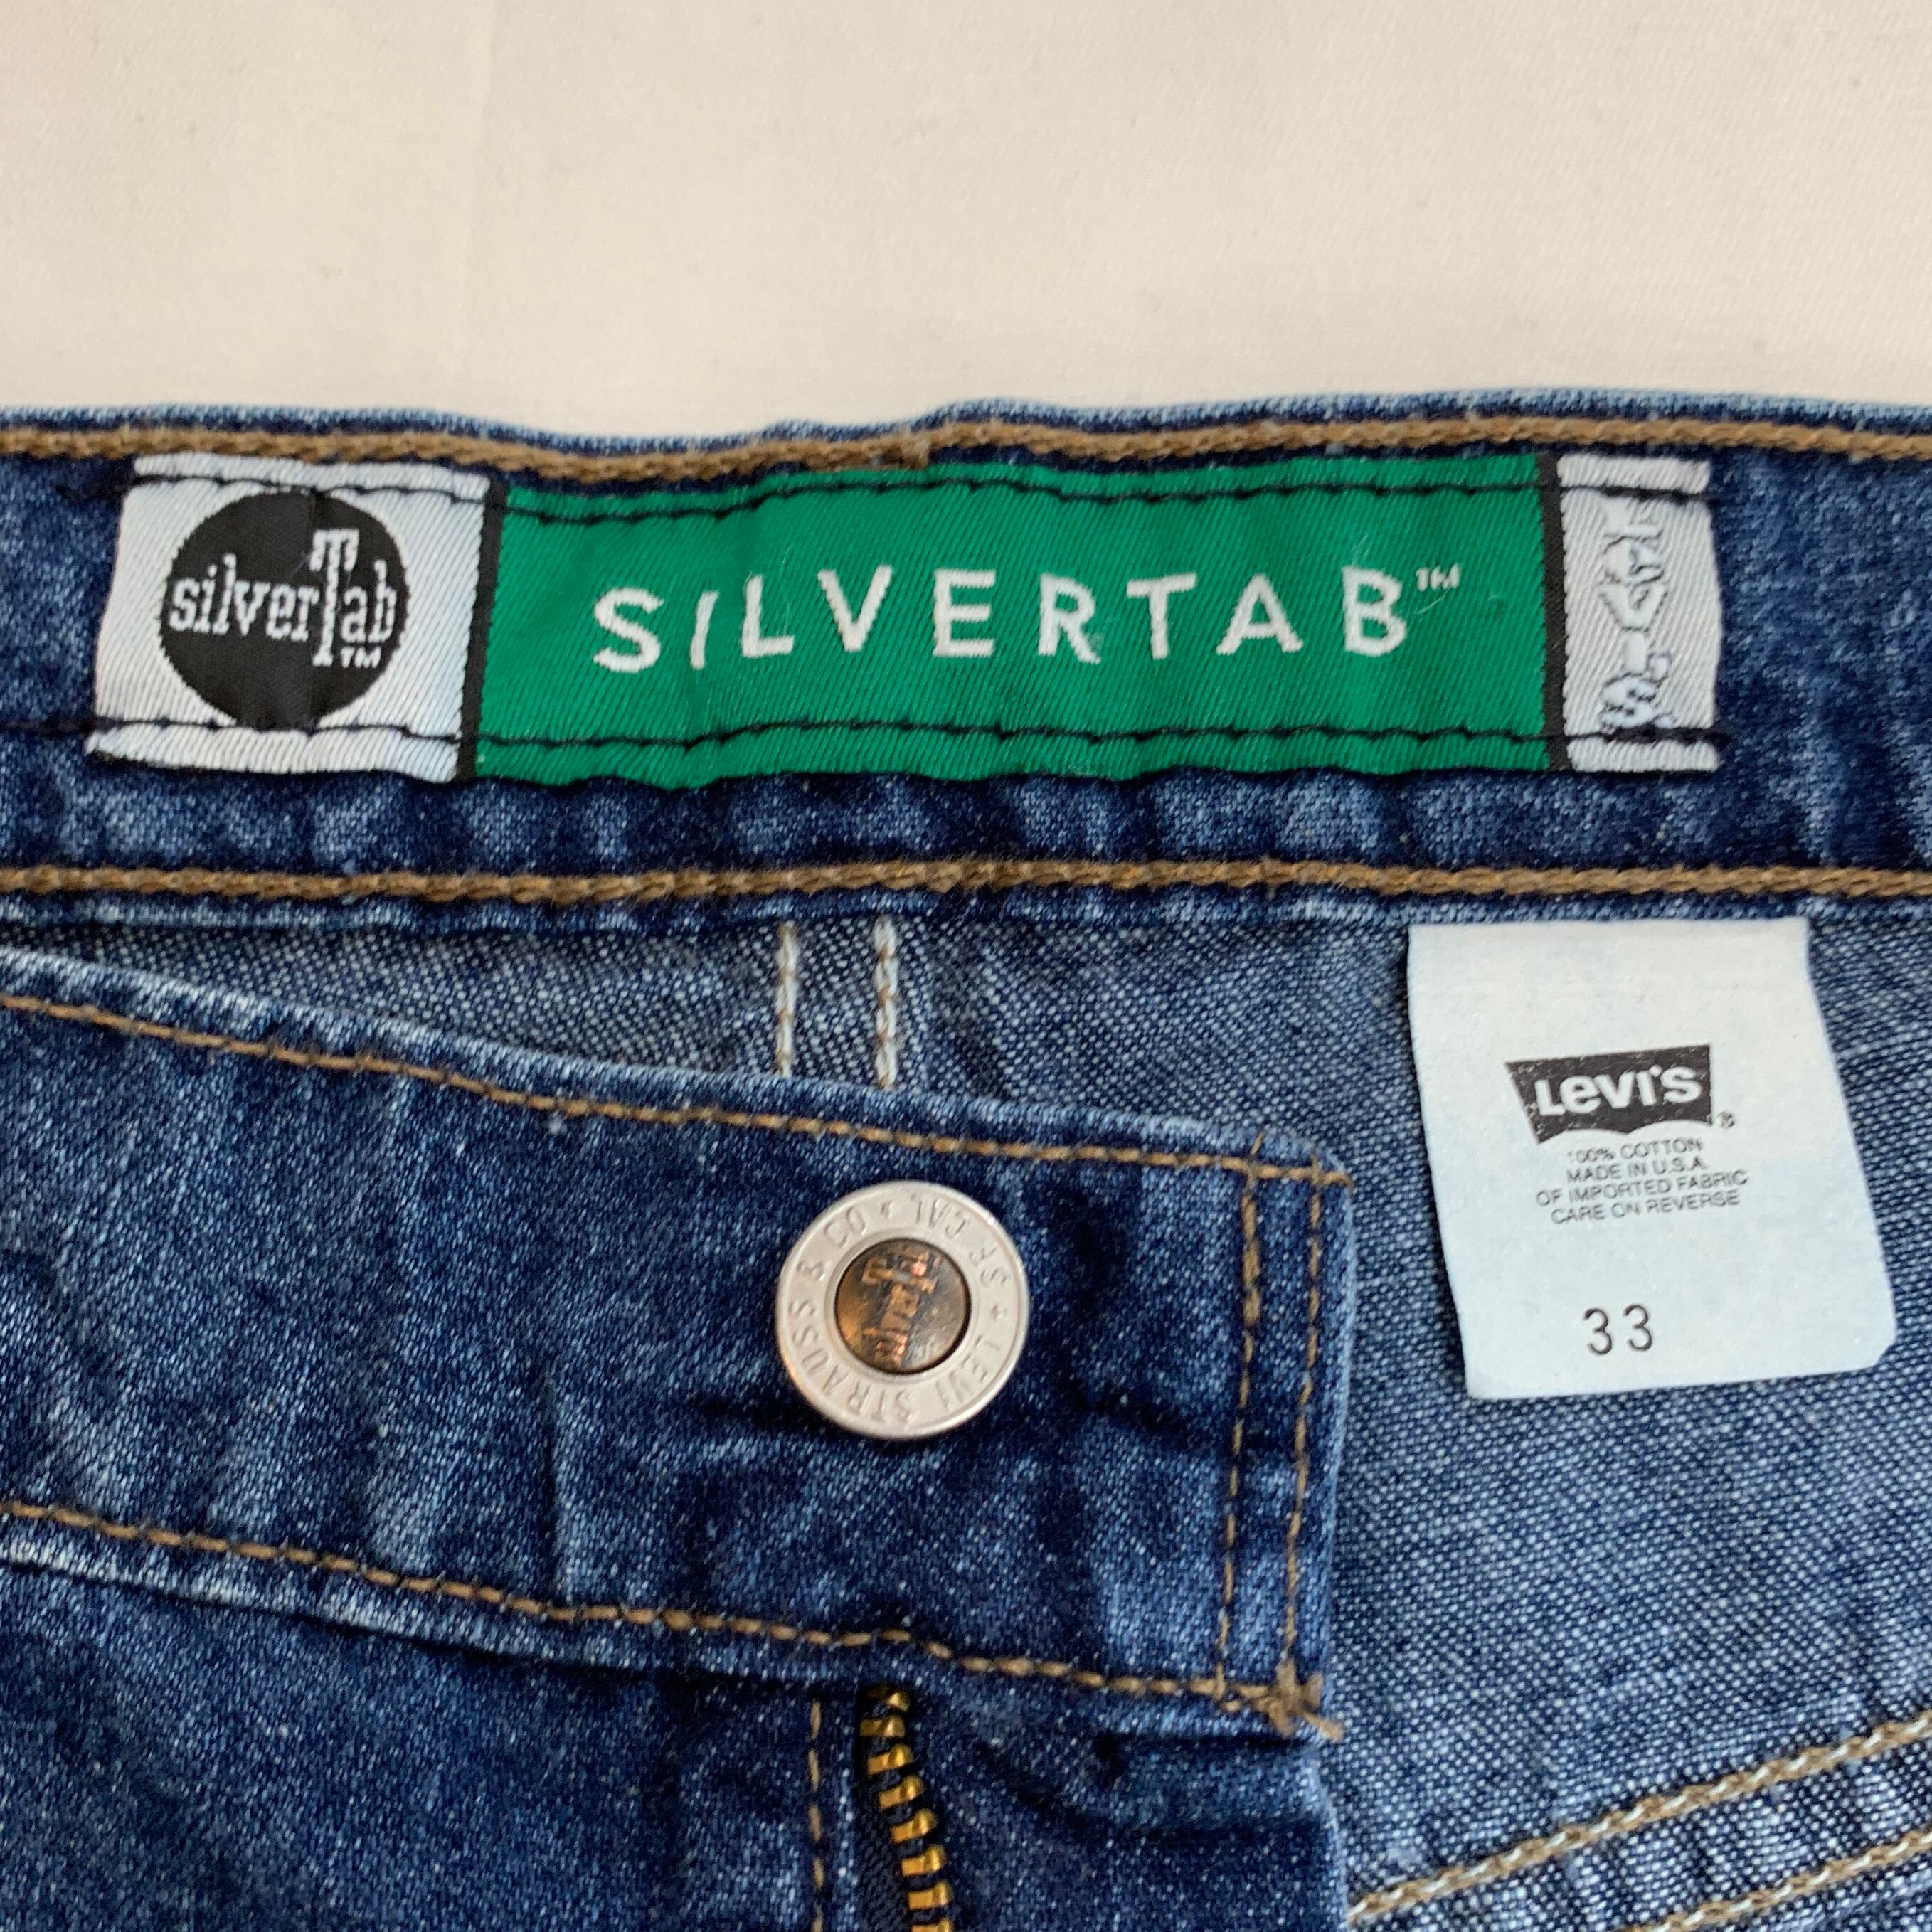 silverTab™
SILVERTAB™
LEVI'S
LEVI'S®
100% COTTON
MADE IN U.S.A.
OF IMPORTED FABRIC
CARE ON REVERSE
33
LEVI STRAUSS & CO + SF CAL +
silverTab